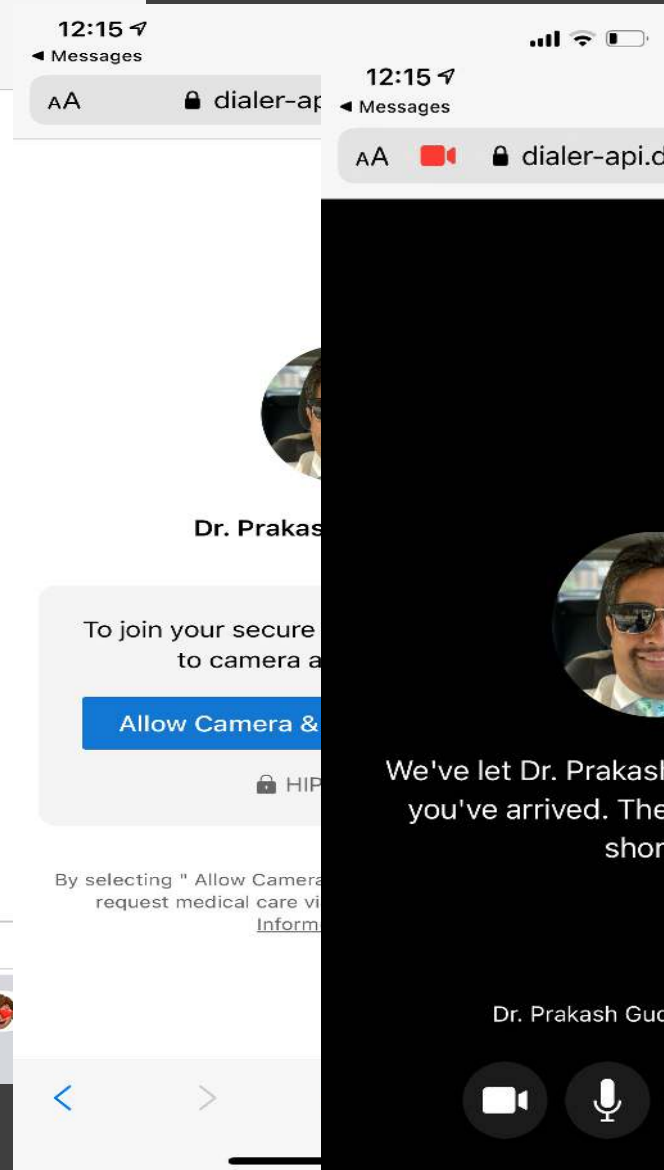 12:15
Messages
AA dialer-ap
Dr. Prakas
To join your secure
to camera a
Allow Camera &
HIP
By selecting " Allow Camera
request medical care vi
Inform
12:15
Messages
AA dialer-api.d
We've let Dr. Prakash
you've arrived. The
shor
Dr. Prakash Gud